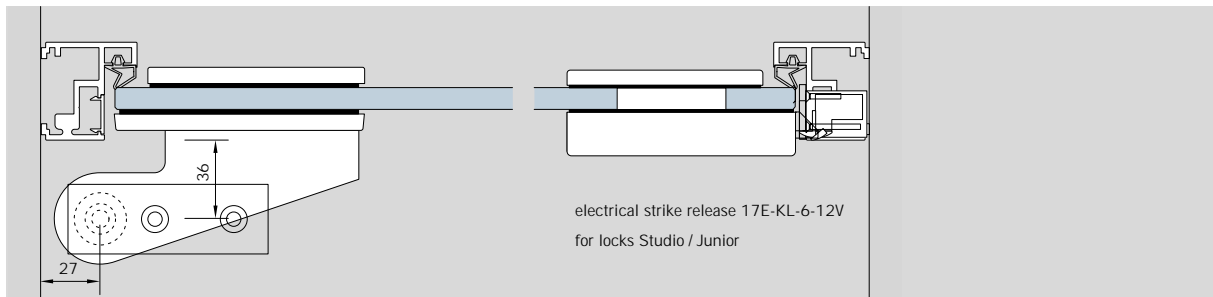 36
electrical strike release 17E-KL-6-12V
for locks Studio / Junior
27